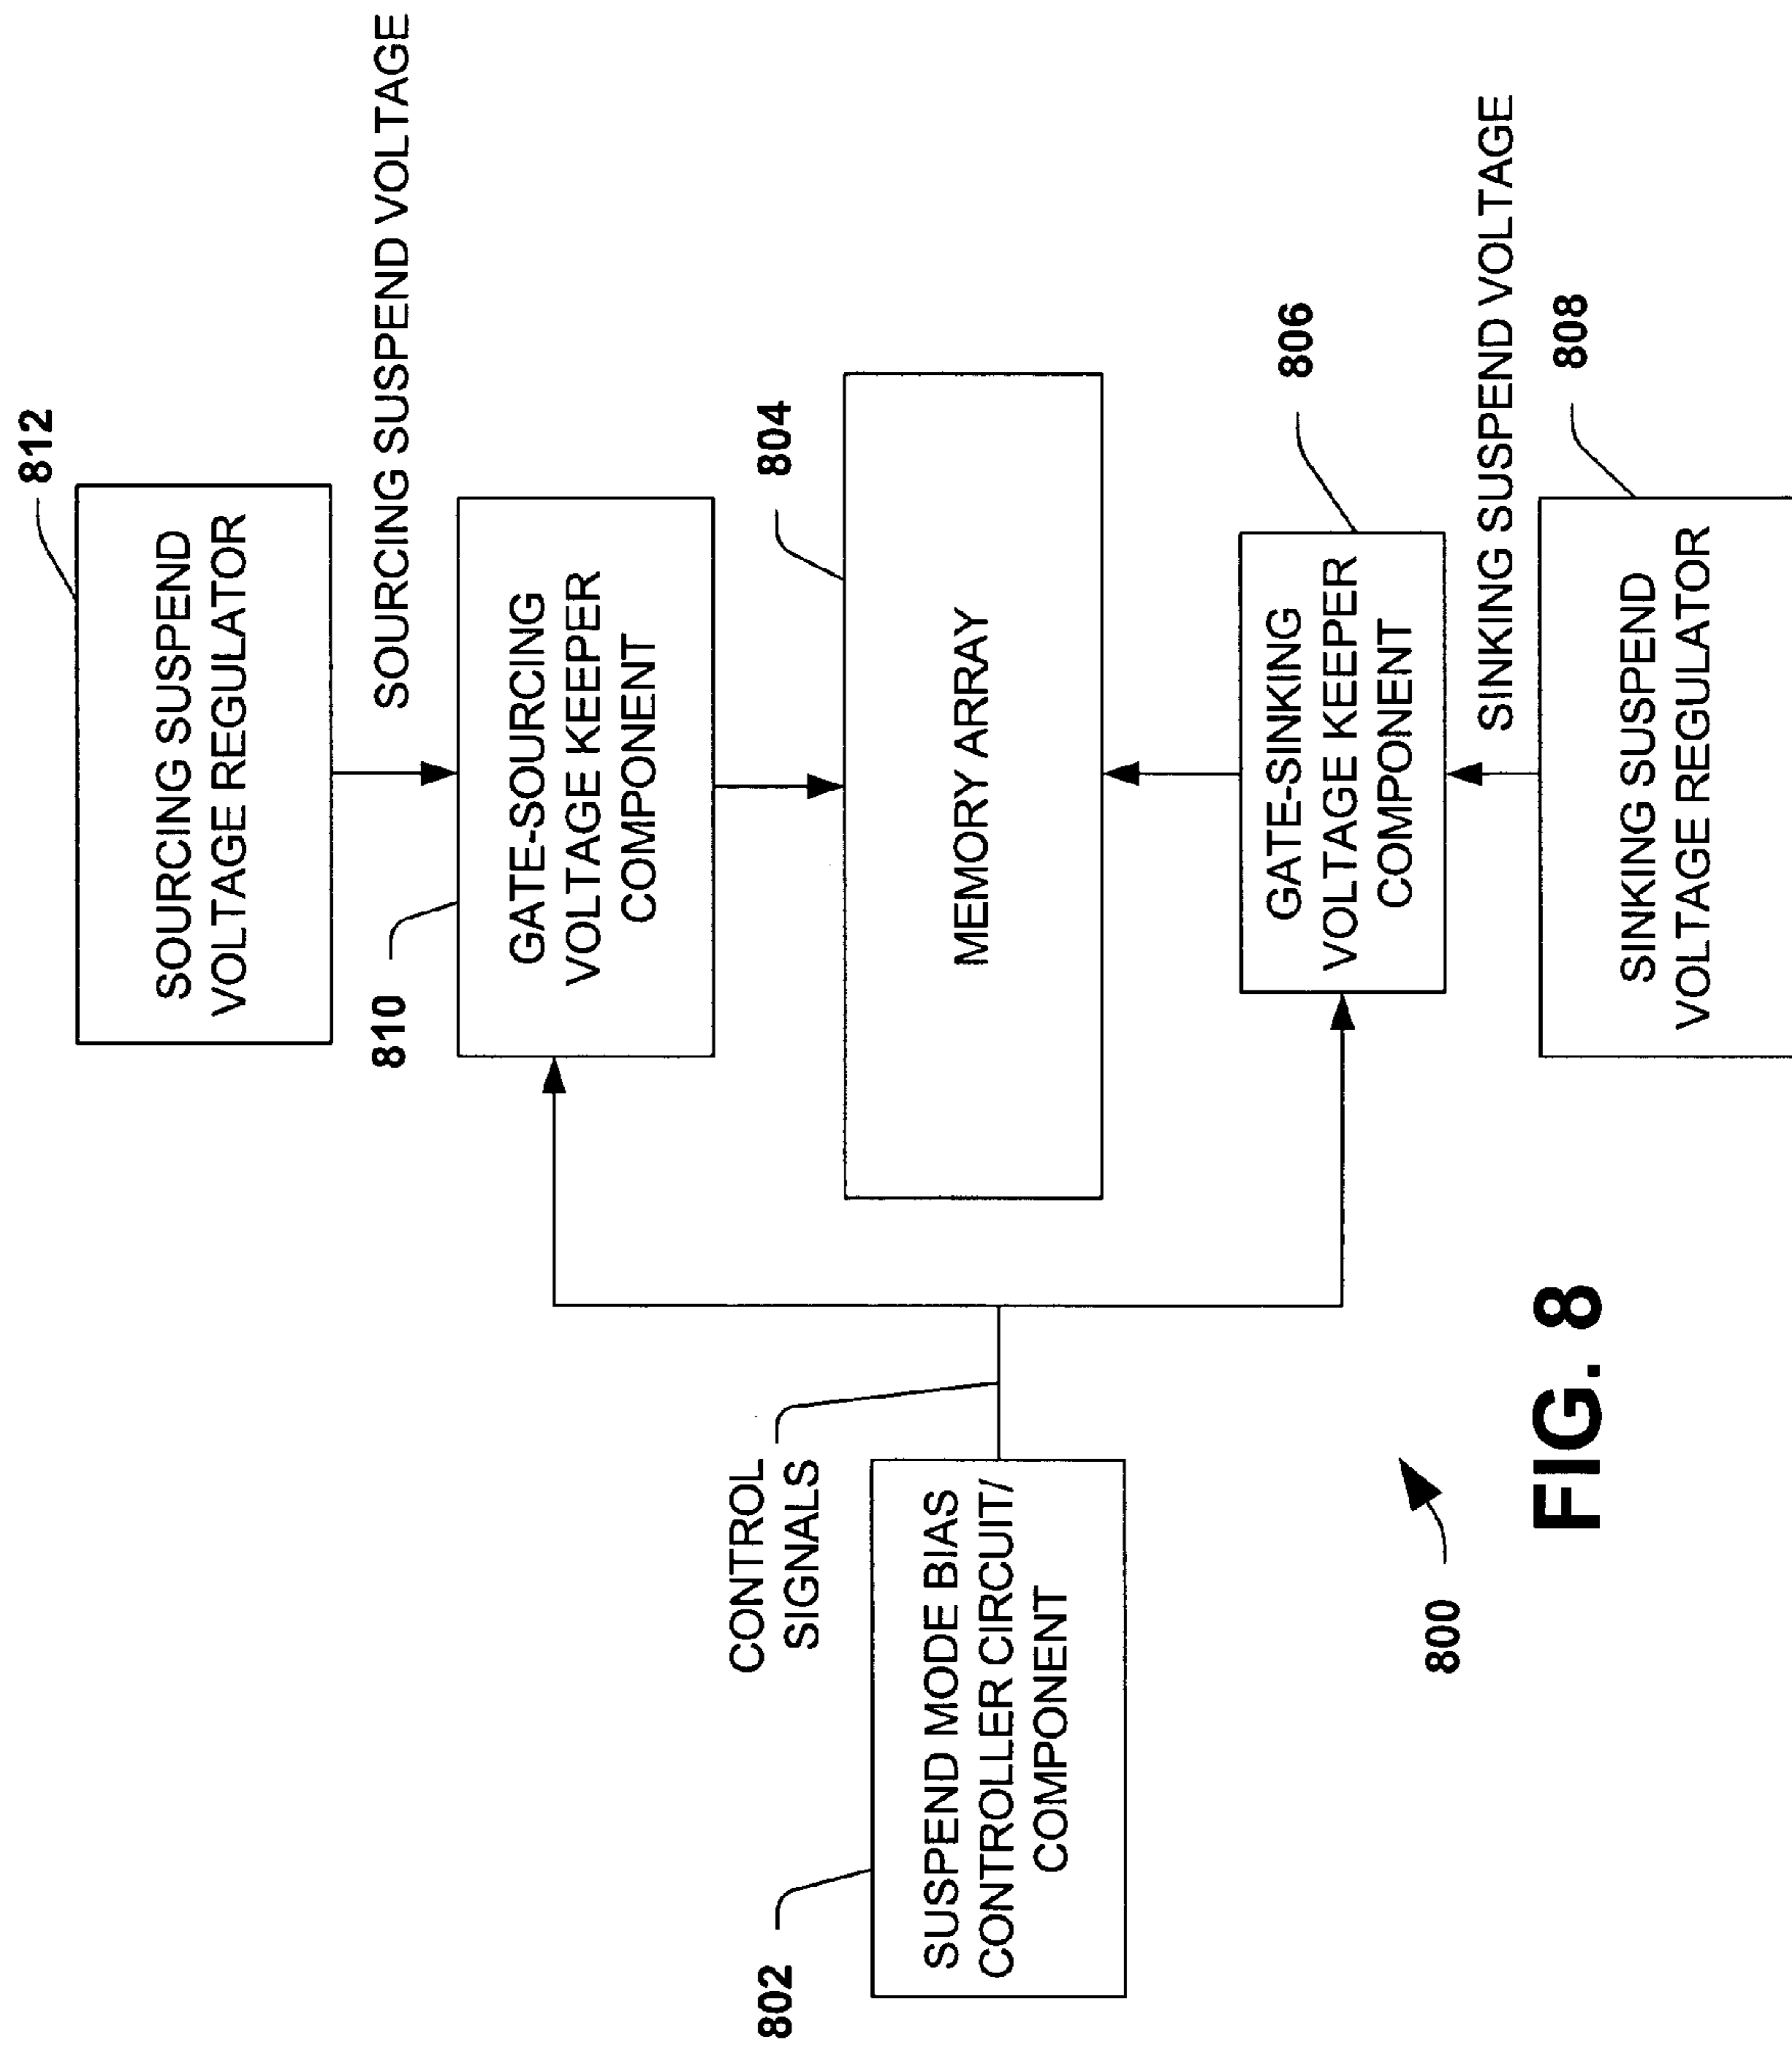 812
SOURCING SUSPEND
VOLTAGE REGULATOR
SOURCING SUSPEND VOLTAGE
810
GATE-SOURCING
VOLTAGE KEEPER
COMPONENT
CONTROL
SIGNALS
802
SUSPEND MODE BIAS
CONTROLLER CIRCUIT/
COMPONENT
804
MEMORY ARRAY
806
GATE-SINKING
VOLTAGE KEEPER
COMPONENT
SINKING SUSPEND VOLTAGE
808
SINKING SUSPEND
VOLTAGE REGULATOR
800
FIG. 8